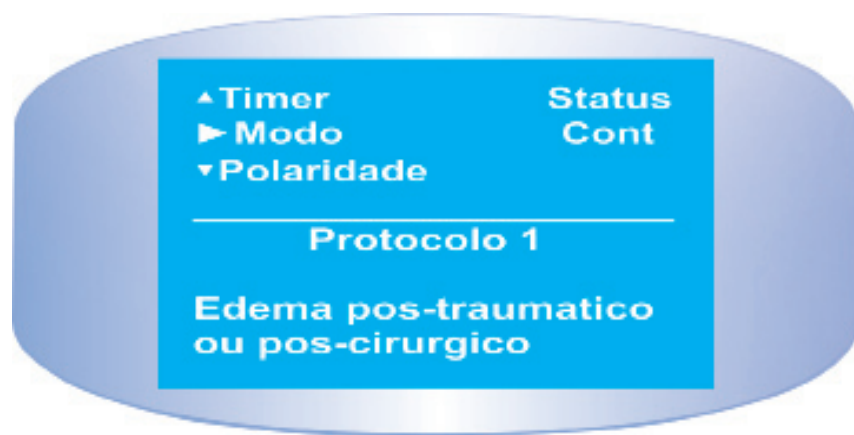 ▲Timer Status
►Modo Cont
▼Polaridade
Protocolo 1
Edema pos-traumatico
ou pos-cirurgico